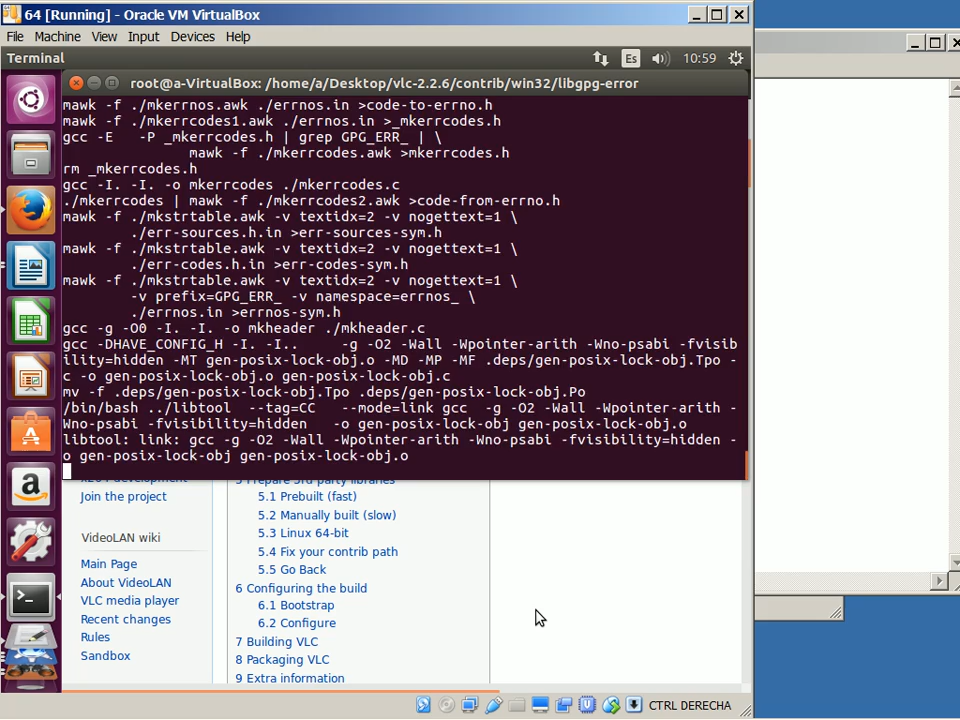 64 [Running] - Oracle VM VirtualBox
File Machine View Input Devices Help
Terminal
Es
10:59
root@a-VirtualBox: /home/a/Desktop/vlc-2.2.6/contrib/win32/libgpg-error
mawk -f ./mkerrnos.awk ./errnos.in >code-to-errno.h
mawk -f ./mkerrcodes1.awk ./errnos.in >_mkerrcodes.h
gcc -E   -P _mkerrcodes.h | grep GPG_ERR_ | \
mawk -f ./mkerrcodes.awk >mkerrcodes.h
rm _mkerrcodes.h
gcc -I. -I. -o mkerrcodes ./mkerrcodes.c
./mkerrcodes | mawk -f ./mkerrcodes2.awk >code-from-errno.h
mawk -f ./mkstrtable.awk -v textidx=2 -v nogettext=1 \
./err-sources.h.in >err-sources-sym.h
mawk -f ./mkstrtable.awk -v textidx=2 -v nogettext=1 \
./err-codes.h.in >err-codes-sym.h
mawk -f ./mkstrtable.awk -v textidx=2 -v nogettext=1 \
-v prefix=GPG_ERR_ -v namespace=errnos_ \
./errnos.in >errnos-sym.h
gcc -g -O0 -I. -I. -o mkheader ./mkheader.c
gcc -DHAVE_CONFIG_H -I. -I..     -g -O2 -Wall -Wpointer-arith -Wno-psabi -fvisib
ility=hidden -MT gen-posix-lock-obj.o -MD -MP -MF .deps/gen-posix-lock-obj.Tpo -
c -o gen-posix-lock-obj.o gen-posix-lock-obj.c
mv -f .deps/gen-posix-lock-obj.Tpo .deps/gen-posix-lock-obj.Po
/bin/bash ../libtool  --tag=CC   --mode=link gcc  -g -O2 -Wall -Wpointer-arith -
Wno-psabi -fvisibility=hidden   -o gen-posix-lock-obj gen-posix-lock-obj.o
libtool: link: gcc -g -O2 -Wall -Wpointer-arith -Wno-psabi -fvisibility=hidden -
o gen-posix-lock-obj gen-posix-lock-obj.o
Join the project
VideoLAN wiki
Main Page
About VideoLAN
VLC media player
Recent changes
Rules
Sandbox
5 Prepare 3rd party libraries
5.1 Prebuilt (fast)
5.2 Manually built (slow)
5.3 Linux 64-bit
5.4 Fix your contrib path
5.5 Go Back
6 Configuring the build
6.1 Bootstrap
6.2 Configure
7 Building VLC
8 Packaging VLC
9 Extra information
CTRL DERECHA